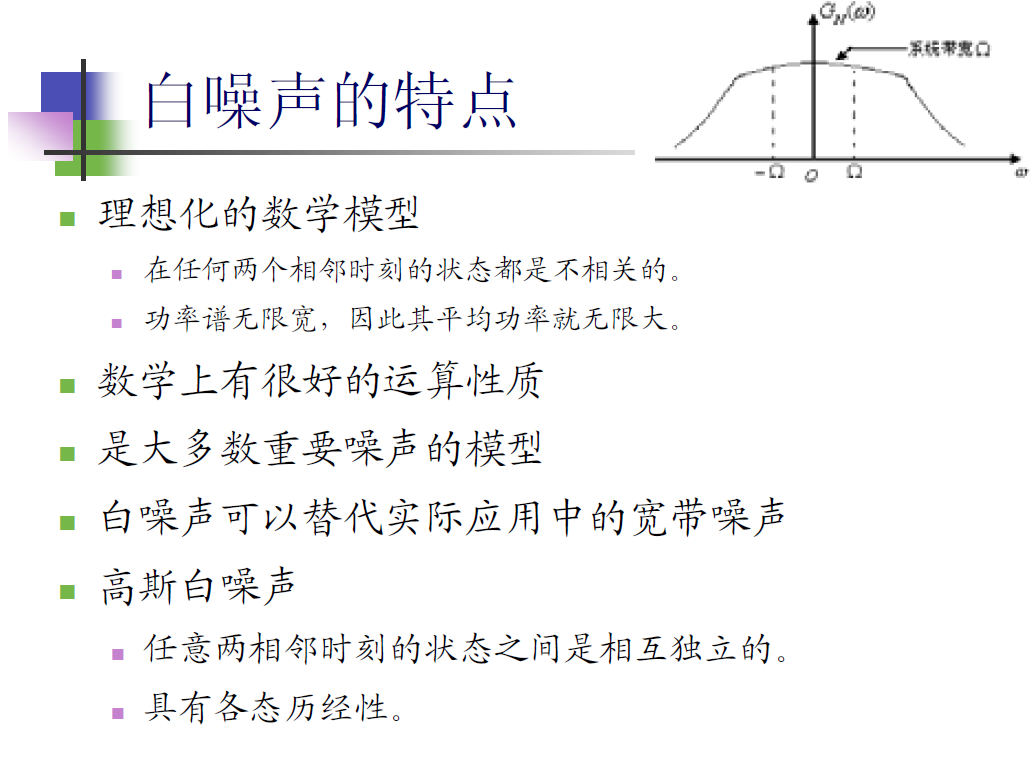 白噪声的特点
G_N(ω)
系统带宽Ω
-Ω O Ω ω
理想化的数学模型
在任何两个相邻时刻的状态都是不相关的。
功率谱无限宽，因此其平均功率就无限大。
数学上有很好的运算性质
是大多数重要噪声的模型
白噪声可以替代实际应用中的宽带噪声
高斯白噪声
任意两相邻时刻的状态之间是相互独立的。
具有各态历经性。